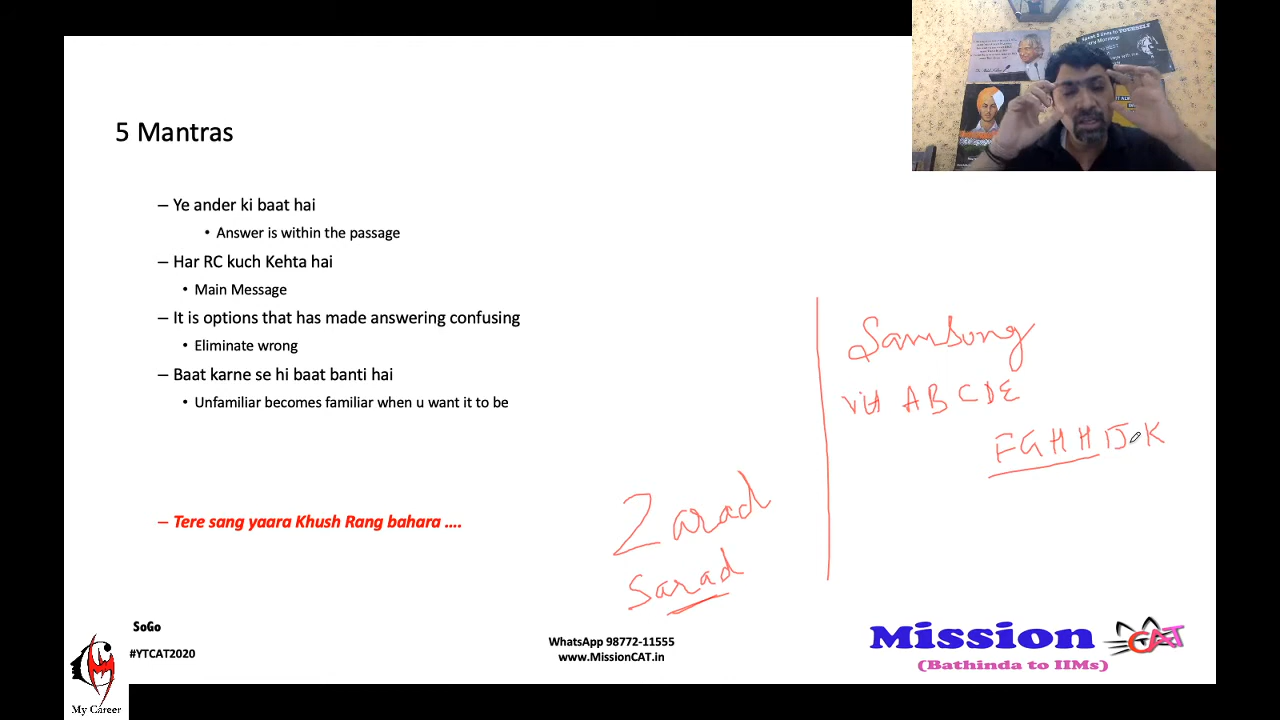 5 Mantras
– Ye ander ki baat hai
• Answer is within the passage
– Har RC kuch Kehta hai
• Main Message
– It is options that has made answering confusing
• Eliminate wrong
– Baat karne se hi baat banti hai
• Unfamiliar becomes familiar when u want it to be
– Tere sang yaara Khush Rang bahara ....
Samsung
A B C D E
F G H H I J K
Zarad
Sarad
SoGo
#YTCAT2020
WhatsApp 98772-11555
www.MissionCAT.in
Mission CAT
(Bathinda to IIMs)
My Career